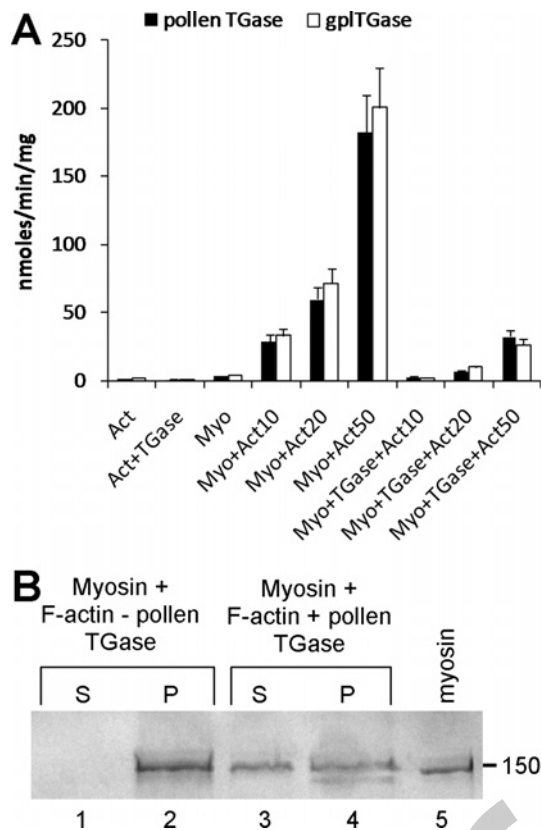 A
pollen TGase gplTGase
250
200
150
100
50
0
nmoles/min/mg
Act
Act+TGase
Myo
Myo+Act10
Myo+Act20
Myo+Act50
Myo+TGase+Act10
Myo+TGase+Act20
Myo+TGase+Act50
B
Myosin +
F-actin - pollen
TGase
Myosin +
F-actin + pollen
TGase
myosin
S P S P
150
1 2 3 4 5